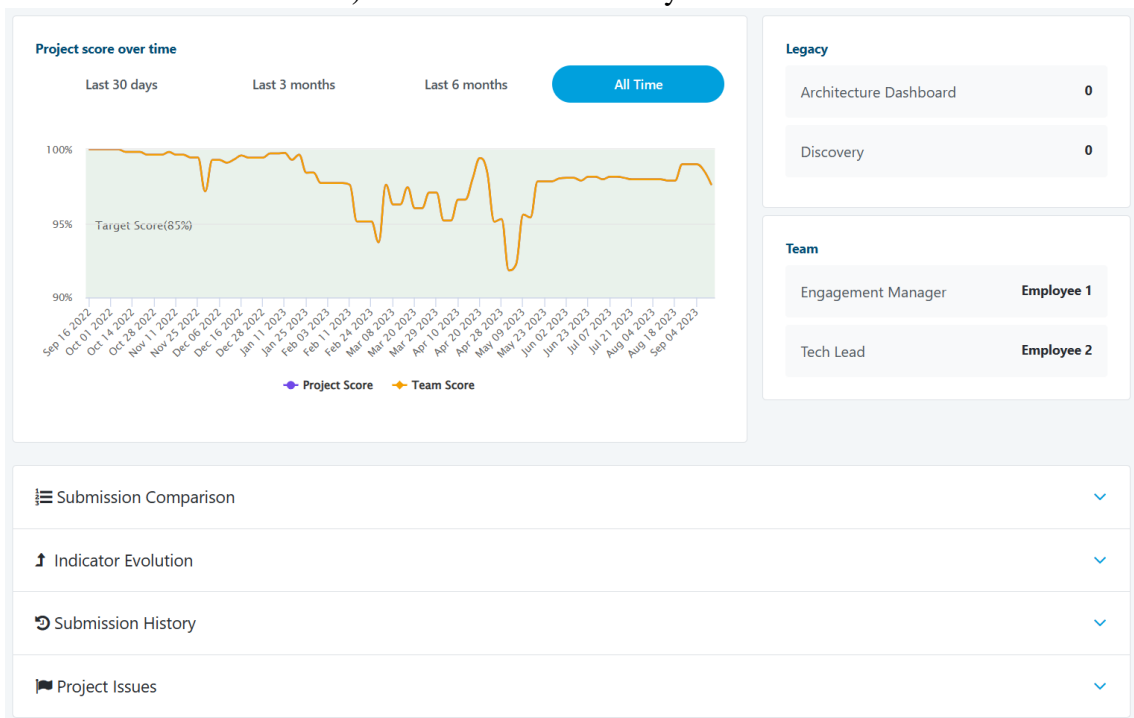 Project score over time
Last 30 days
Last 3 months
Last 6 months
All Time
100%
95%
90%
Target Score(85%)
Sep 16 2022
Oct 01 2022
Oct 14 2022
Oct 28 2022
Nov 11 2022
Nov 25 2022
Dec 06 2022
Dec 16 2022
Dec 28 2022
Jan 11 2023
Jan 25 2023
Feb 03 2023
Feb 11 2023
Feb 24 2023
Mar 08 2023
Mar 20 2023
Mar 29 2023
Apr 10 2023
Apr 20 2023
Apr 28 2023
May 09 2023
May 23 2023
Jun 02 2023
Jun 23 2023
Jul 07 2023
Jul 21 2023
Aug 04 2023
Aug 18 2023
Sep 04 2023
Project Score
Team Score
Legacy
Architecture Dashboard 0
Discovery 0
Team
Engagement Manager Employee 1
Tech Lead Employee 2
Submission Comparison
Indicator Evolution
Submission History
Project Issues